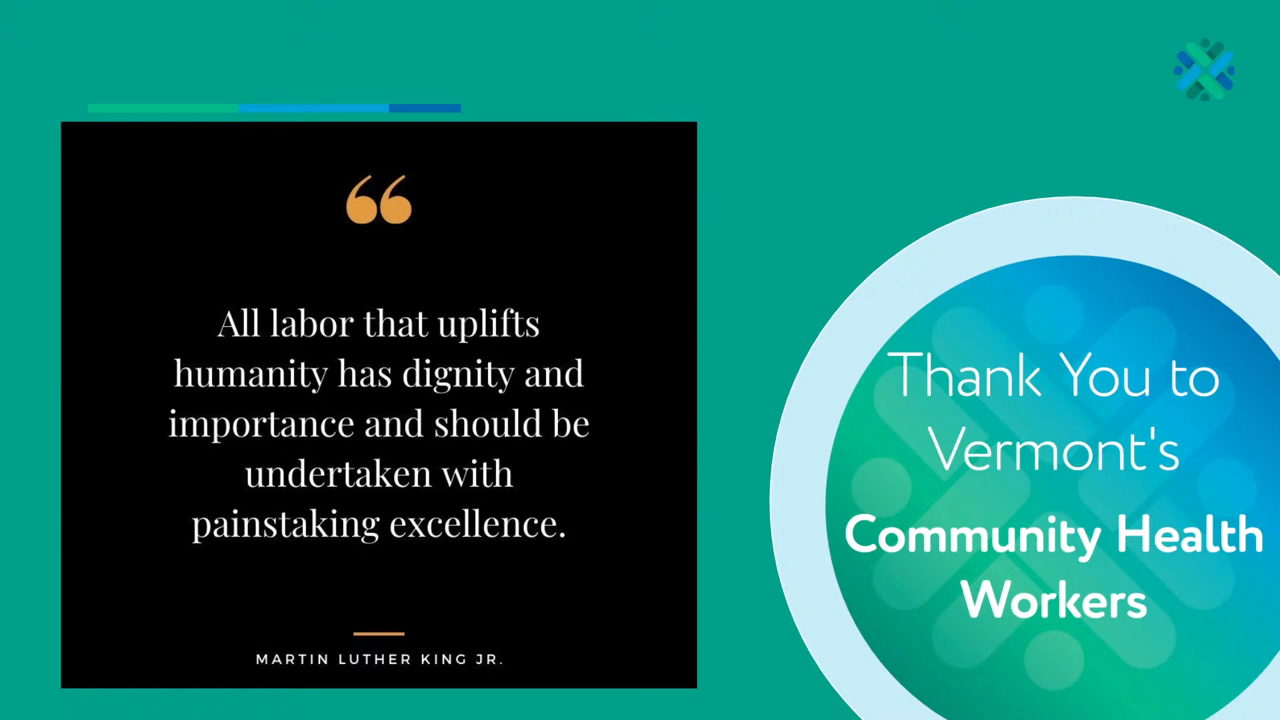 “
All labor that uplifts
humanity has dignity and
importance and should be
undertaken with
painstaking excellence.
MARTIN LUTHER KING JR.
Thank You to
Vermont's
Community Health
Workers